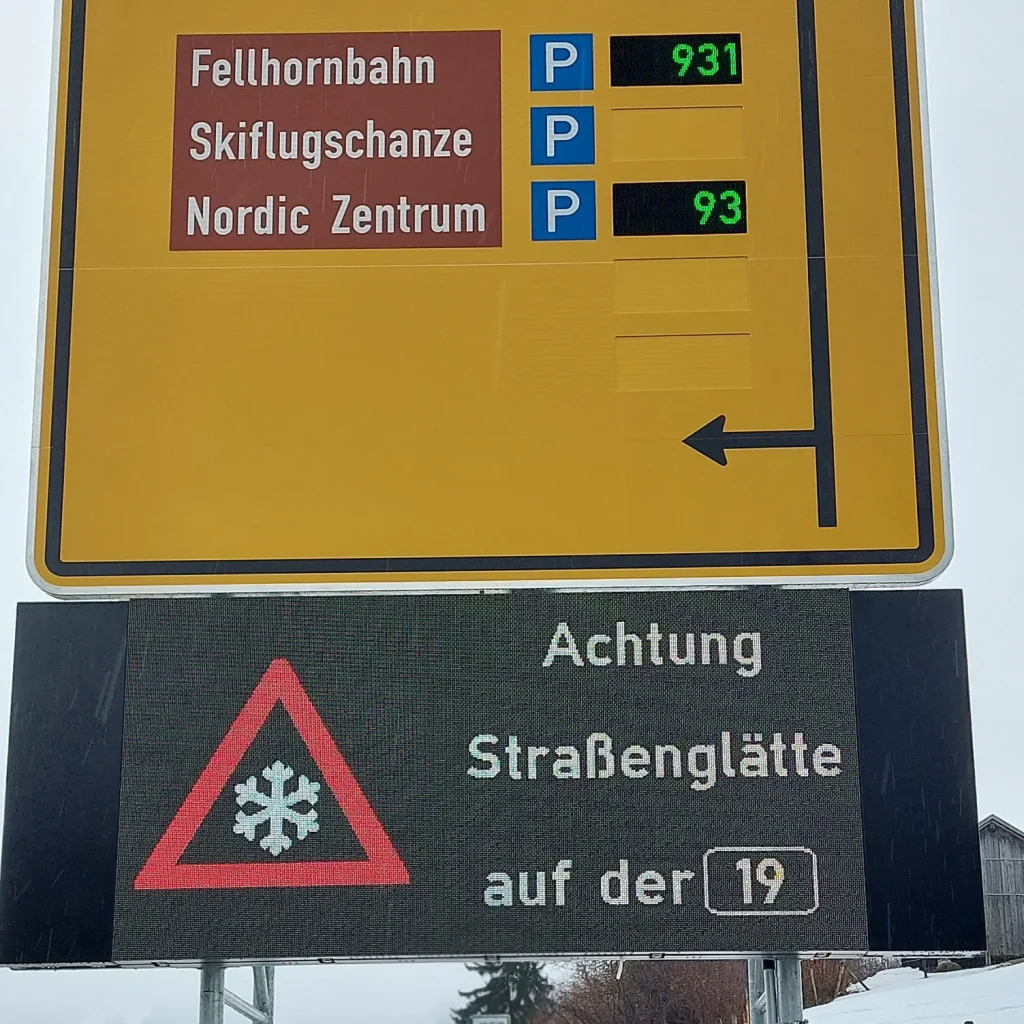 Fellhornbahn P 931
Skiflugschanze P
Nordic Zentrum P 93
Achtung
Straßenglätte
auf der 19